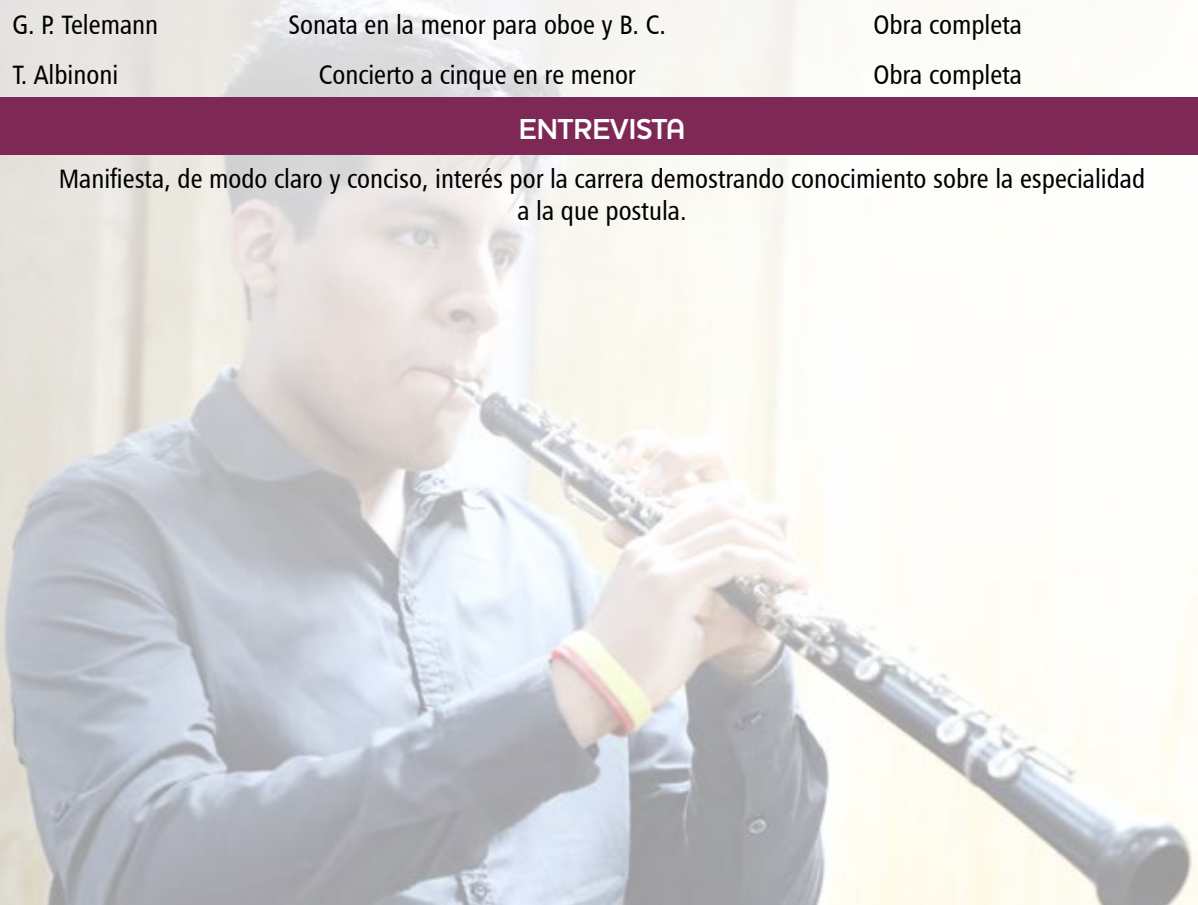 G. P. Telemann Sonata en la menor para oboe y B. C. Obra completa
T. Albinoni Concierto a cinque en re menor Obra completa
ENTREVISTA
Manifiesta, de modo claro y conciso, interés por la carrera demostrando conocimiento sobre la especialidad
a la que postula.